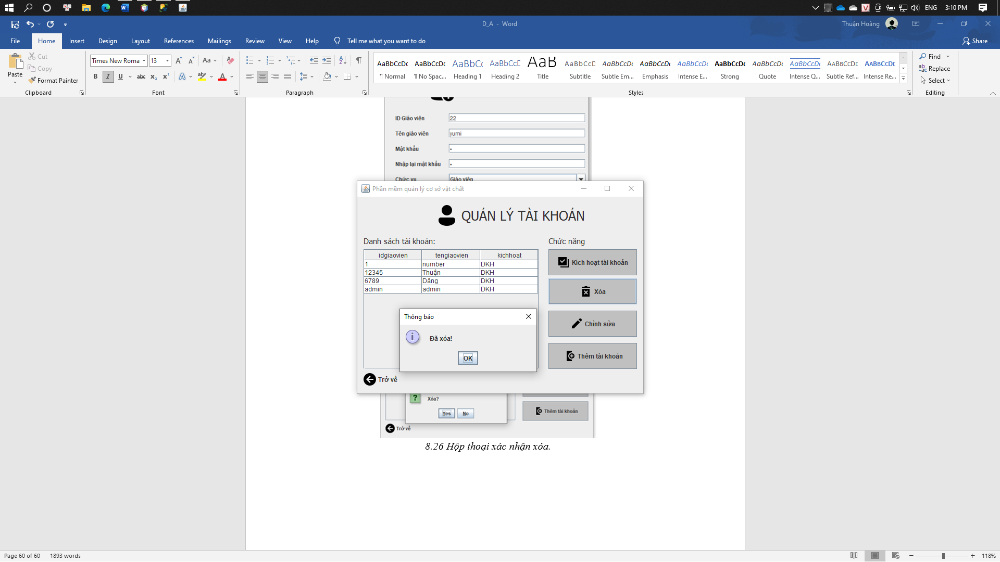 ENG 3:10 PM
D_A - Word
Thuận Hoàng
File Home Insert Design Layout References Mailings Review View Help Tell me what you want to do Share
Paste
Cut
Copy
Format Painter
Clipboard
Times New Roma 13
Font
Paragraph
AaBbCcDc AaBbCcDc AaBbCc AaBbCcD AaB AaBbCcD AaBbCcDc AaBbCcDc AaBbCcDc AaBbCcDc AaBbCcDc AaBbCcDc AABBCCDD AABBCCDD
¶ Normal ¶ No Spac... Heading 1 Heading 2 Title Subtitle Subtle Em... Emphasis Intense E... Strong Quote Intense Q... Subtle Ref... Intense Re...
Styles
Find
Replace
Select
Editing
ID Giáo viên 22
Tên giáo viên yumi
Mật khẩu
Nhập lại mật khẩu
Chức vụ Giáo viên
Phần mềm quản lý cơ sở vật chất
QUẢN LÝ TÀI KHOẢN
Danh sách tài khoản:
Chức năng
idgiaovien tengiaovien kichhoat
1 number DKH
12345 Thuận DKH
6789 Dâng DKH
admin admin DKH
Kích hoạt tài khoản
Xóa
Chỉnh sửa
Thêm tài khoản
Thông báo
Đã xóa!
OK
Trở về
Xóa?
Yes No
Thêm tài khoản
Trở về
8.26 Hộp thoại xác nhận xóa.
Page 60 of 60 1893 words
118%